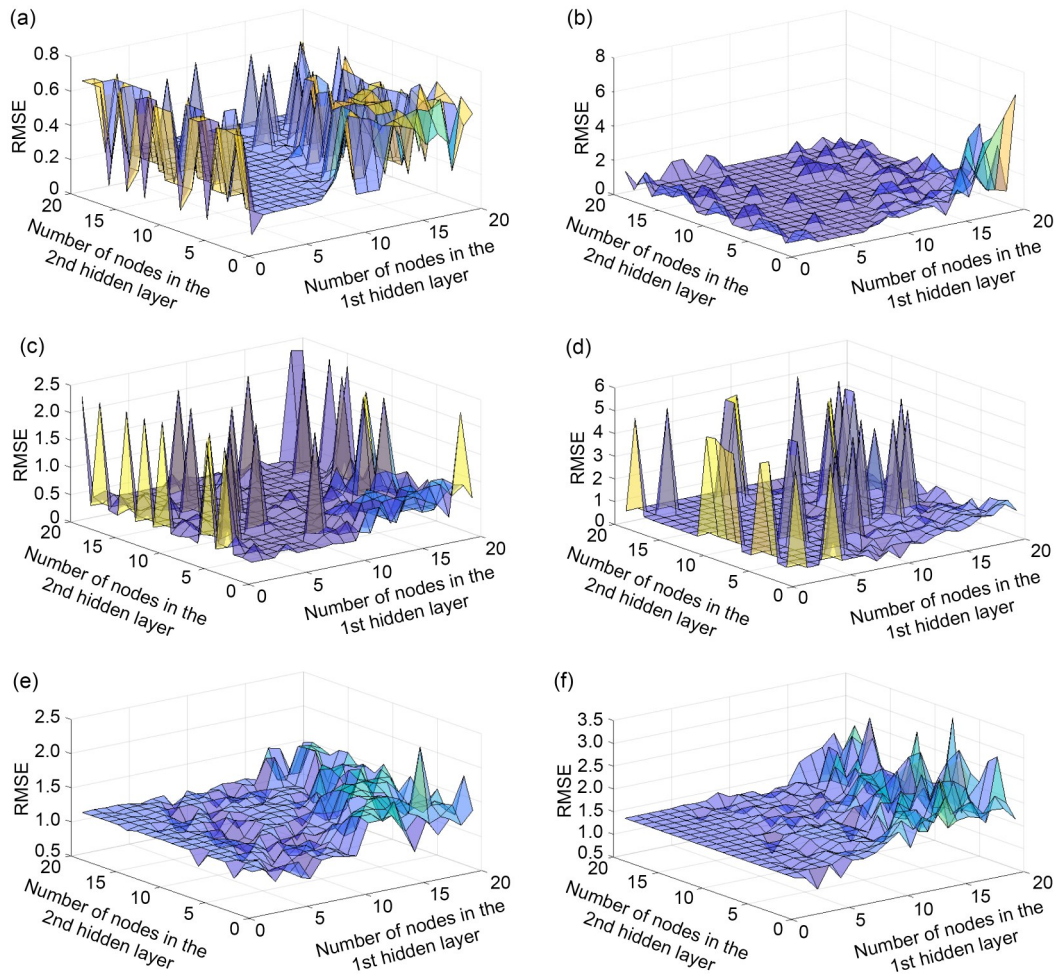 (a)
0.8
0.6
0.4
0.2
0
RMSE
20
15
10
5
0
Number of nodes in the
2nd hidden layer
0
5
10
15
20
Number of nodes in the
1st hidden layer
(b)
8
6
4
2
0
RMSE
20
15
10
5
0
Number of nodes in the
2nd hidden layer
0
5
10
15
20
Number of nodes in the
1st hidden layer
(c)
2.5
2.0
1.5
1.0
0.5
0
RMSE
20
15
10
5
0
Number of nodes in the
2nd hidden layer
0
5
10
15
20
Number of nodes in the
1st hidden layer
(d)
6
5
4
3
2
1
0
RMSE
20
15
10
5
0
Number of nodes in the
2nd hidden layer
0
5
10
15
20
Number of nodes in the
1st hidden layer
(e)
2.5
2.0
1.5
1.0
0.5
RMSE
20
15
10
5
0
Number of nodes in the
2nd hidden layer
0
5
10
15
20
Number of nodes in the
1st hidden layer
(f)
3.5
3.0
2.5
2.0
1.5
1.0
0.5
RMSE
20
15
10
5
0
Number of nodes in the
2nd hidden layer
0
5
10
15
20
Number of nodes in the
1st hidden layer